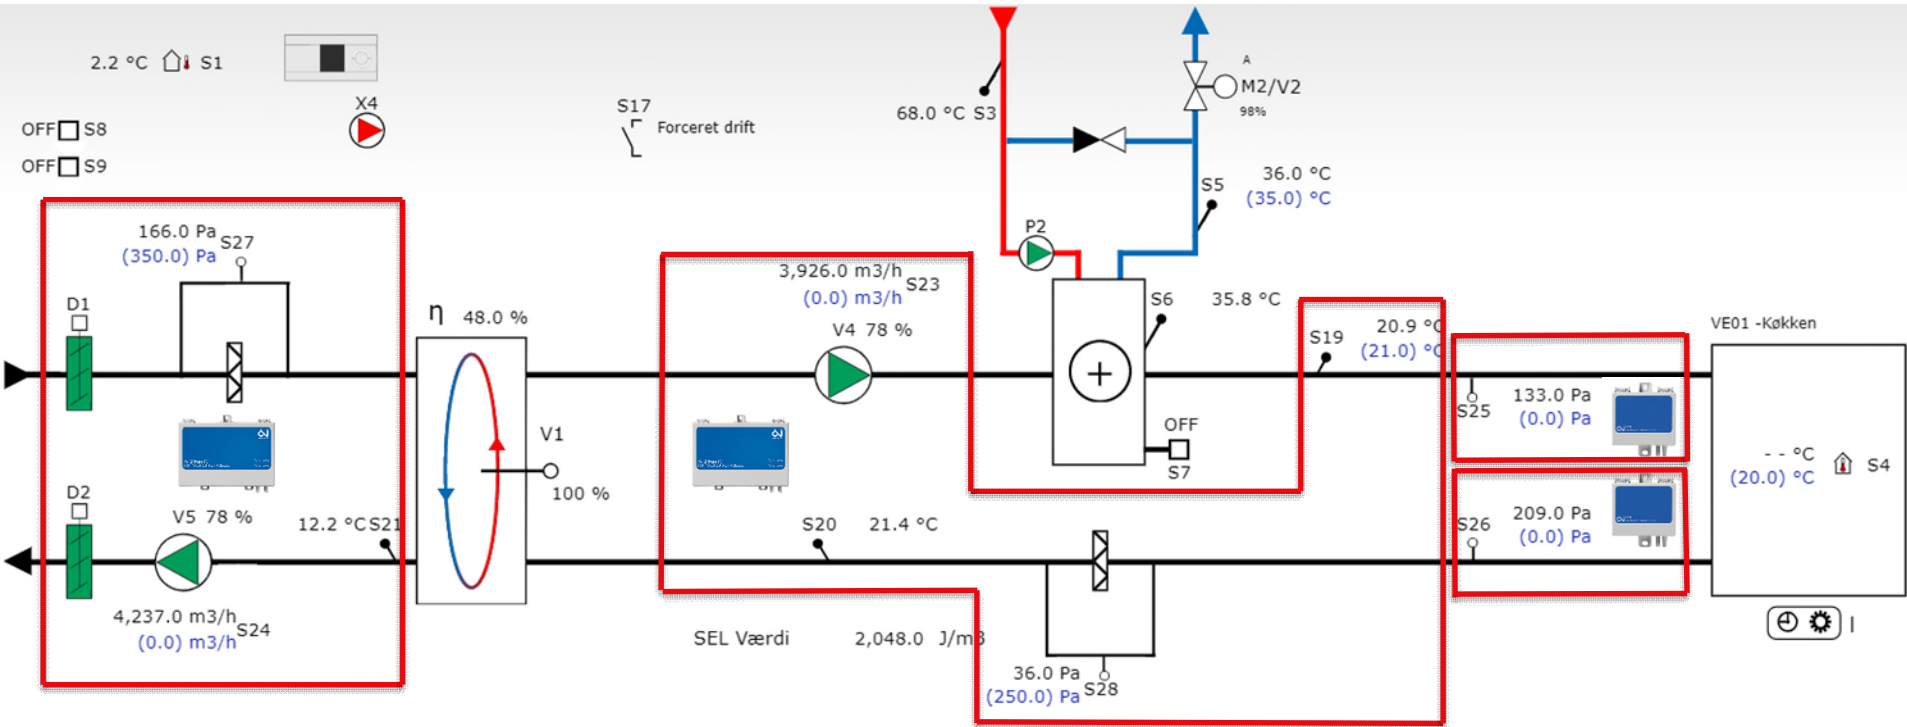 2.2 °C S1
OFF S8
OFF S9
X4
S17
Forceret drift
68.0 °C S3
A
M2/V2
98%
36.0 °C
(35.0) °C
S5
P2
166.0 Pa
(350.0) Pa
S27
D1
η 48.0 %
3,926.0 m3/h
(0.0) m3/h
S23
V4 78 %
S6 35.8 °C
20.9 °C
(21.0) °C
S19
VE01 -Køkken
S25
133.0 Pa
(0.0) Pa
V1
100 %
OFF
S7
- - °C
(20.0) °C
S4
D2
V5 78 %
12.2 °C S21
S20 21.4 °C
S26
209.0 Pa
(0.0) Pa
4,237.0 m3/h
(0.0) m3/h
S24
SEL Værdi 2,048.0 J/m3
36.0 Pa
(250.0) Pa
S28
I